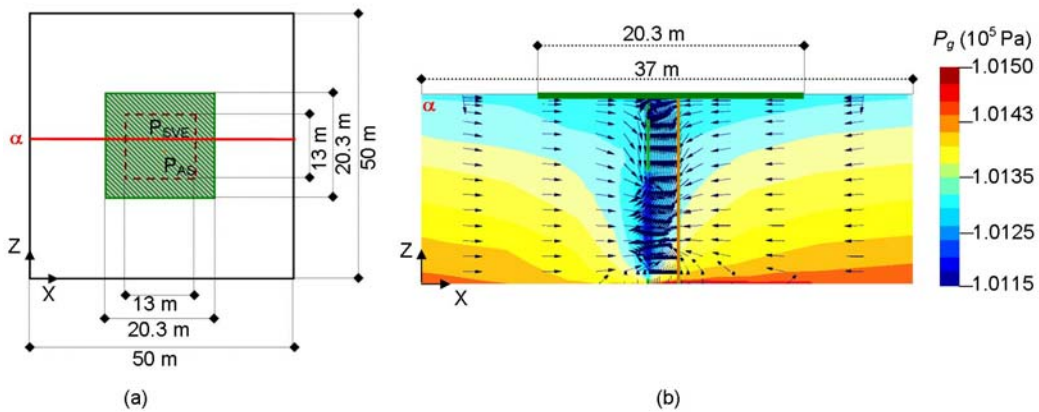 α
P_SVE
P_AS
13 m
20.3 m
50 m
Z
X
13 m
20.3 m
50 m
(a)
20.3 m
37 m
α
Z
X
(b)
P_g (10^5 Pa)
1.0150
1.0143
1.0135
1.0125
1.0115